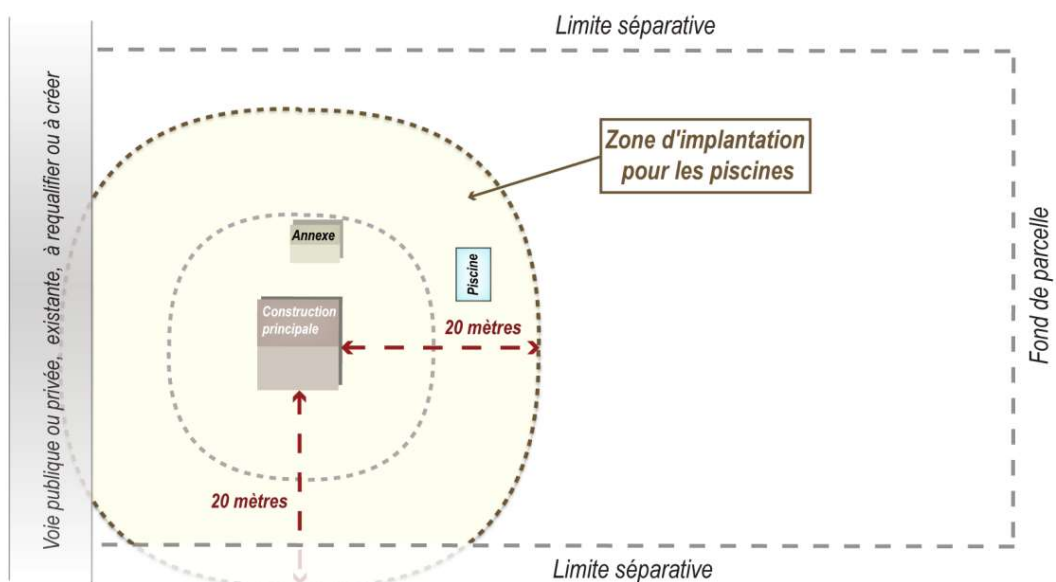 Limite séparative
Voie publique ou privée, existante, à requalifier ou à créer
Zone d'implantation
pour les piscines
Annexe
Piscine
Construction
principale
20 mètres
20 mètres
Fond de parcelle
Limite séparative